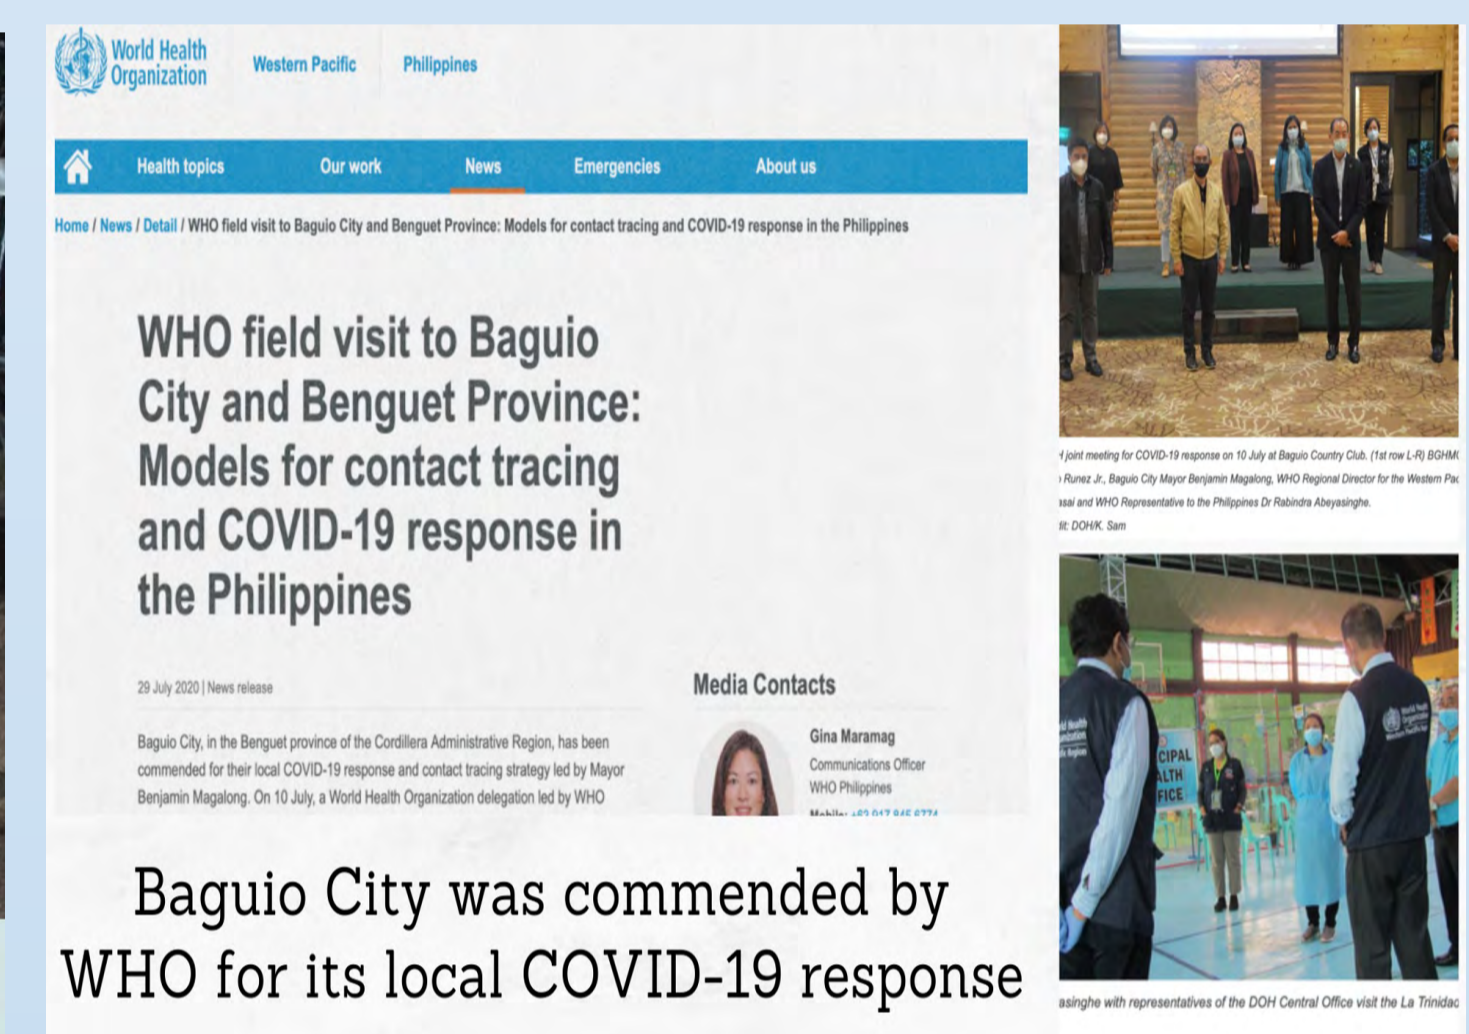 World Health
Organization
Western Pacific
Philippines
Health topics
Our work
News
Emergencies
About us
Home / News / Detail / WHO field visit to Baguio City and Benguet Province: Models for contact tracing and COVID-19 response in the Philippines
WHO field visit to Baguio
City and Benguet Province:
Models for contact tracing
and COVID-19 response in
the Philippines
29 July 2020 | News release
Baguio City, in the Benguet province of the Cordillera Administrative Region, has been
commended for their local COVID-19 response and contact tracing strategy led by Mayor
Benjamin Magalong. On 10 July, a World Health Organization delegation led by WHO
Media Contacts
Gina Maramag
Communications Officer
WHO Philippines
Baguio City was commended by
WHO for its local COVID-19 response
joint meeting for COVID-19 response on 10 July at Baguio Country Club. (1st row L-R)
Runez Jr., Baguio City Mayor Benjamin Magalong, WHO Regional Director for the Western
asai and WHO Representative to the Philippines Dr Rabindra Abeyasinghe.
dit: DOH/K. Sam
World Health
Organization
CIPAL
ALTH
FICE
asinghe with representatives of the DOH Central Office visit the La Trinidad